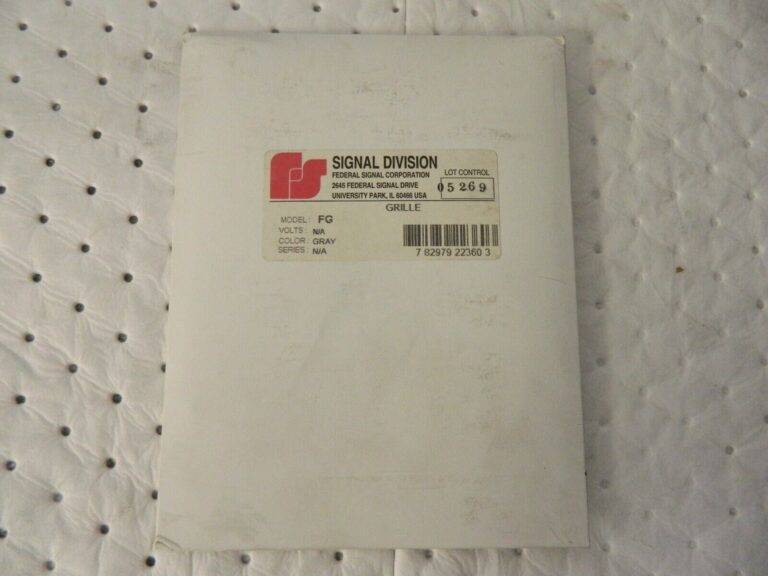 SIGNAL DIVISION
FEDERAL SIGNAL CORPORATION
2645 FEDERAL SIGNAL DRIVE
UNIVERSITY PARK, IL 60466 USA
LOT CONTROL
05269
GRILLE
MODEL: FG
VOLTS: N/A
COLOR: GRAY
SERIES: N/A
7 82979 22360 3